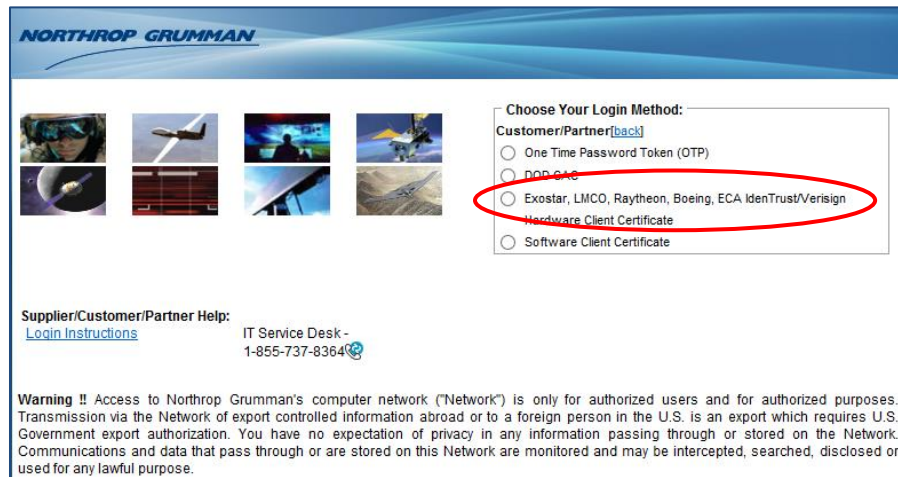 NORTHROP GRUMMAN
Choose Your Login Method:
Customer/Partner[back]
One Time Password Token (OTP)
DOD CAC
Exostar, LMCO, Raytheon, Boeing, ECA IdenTrust/Verisign
Hardware Client Certificate
Software Client Certificate
Supplier/Customer/Partner Help:
Login Instructions
IT Service Desk -
1-855-737-8364
Warning !! Access to Northrop Grumman's computer network ("Network") is only for authorized users and for authorized purposes.
Transmission via the Network of export controlled information abroad or to a foreign person in the U.S. is an export which requires U.S.
Government export authorization. You have no expectation of privacy in any information passing through or stored on the Network.
Communications and data that pass through or are stored on this Network are monitored and may be intercepted, searched, disclosed or
used for any lawful purpose.